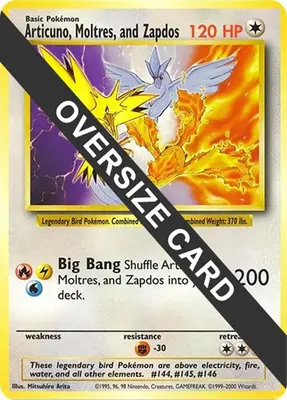 Basic Pokémon
Articuno, Moltres, and Zapdos 120 HP
Legendary Bird Pokémon. Combined
Combined Weight: 370 lbs.
OVERSIZE CARD
Big Bang Shuffle
Moltres, and Zapdos into 200
deck.
weakness resistance
-30
These legendary bird Pokémon are above electricity, fire,
water, and all other elements. #144, #145, #146
Illus. Mitsuhiro Arita ©1995, 96, 98 Nintendo, Creatures, GAMEFREAK. ©1999-2000 Wizards.